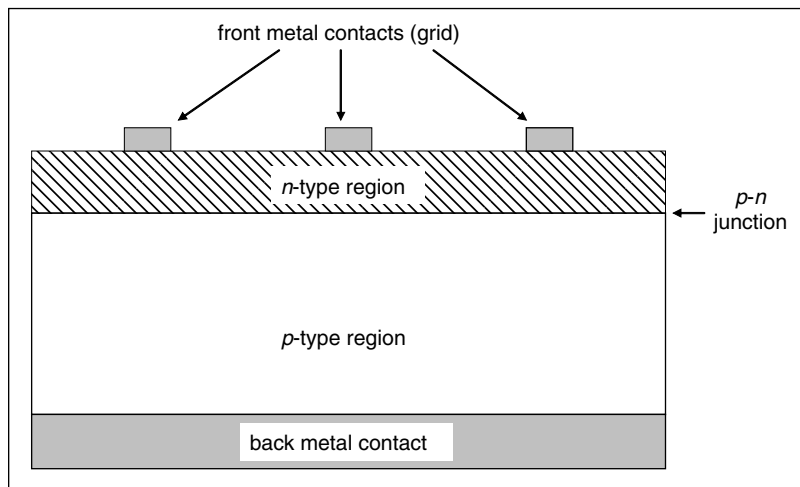 front metal contacts (grid)
n-type region
p-n
junction
p-type region
back metal contact